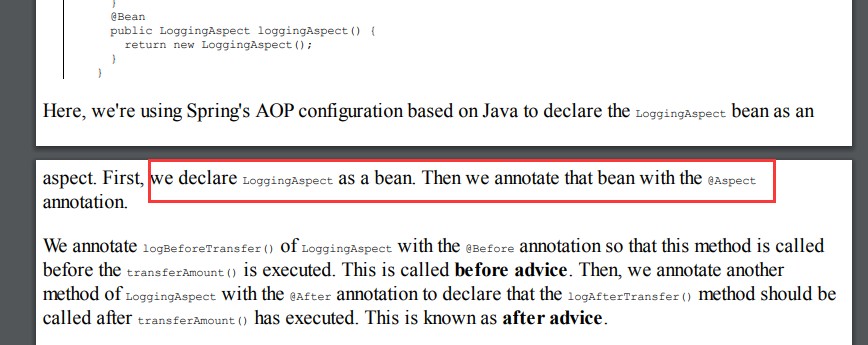 }
@Bean
public LoggingAspect loggingAspect() {
return new LoggingAspect();
}
}
Here, we're using Spring's AOP configuration based on Java to declare the LoggingAspect bean as an
aspect. First, we declare LoggingAspect as a bean. Then we annotate that bean with the @Aspect
annotation.
We annotate logBeforeTransfer() of LoggingAspect with the @Before annotation so that this method is called
before the transferAmount() is executed. This is called before advice. Then, we annotate another
method of LoggingAspect with the @After annotation to declare that the logAfterTransfer() method should be
called after transferAmount() has executed. This is known as after advice.